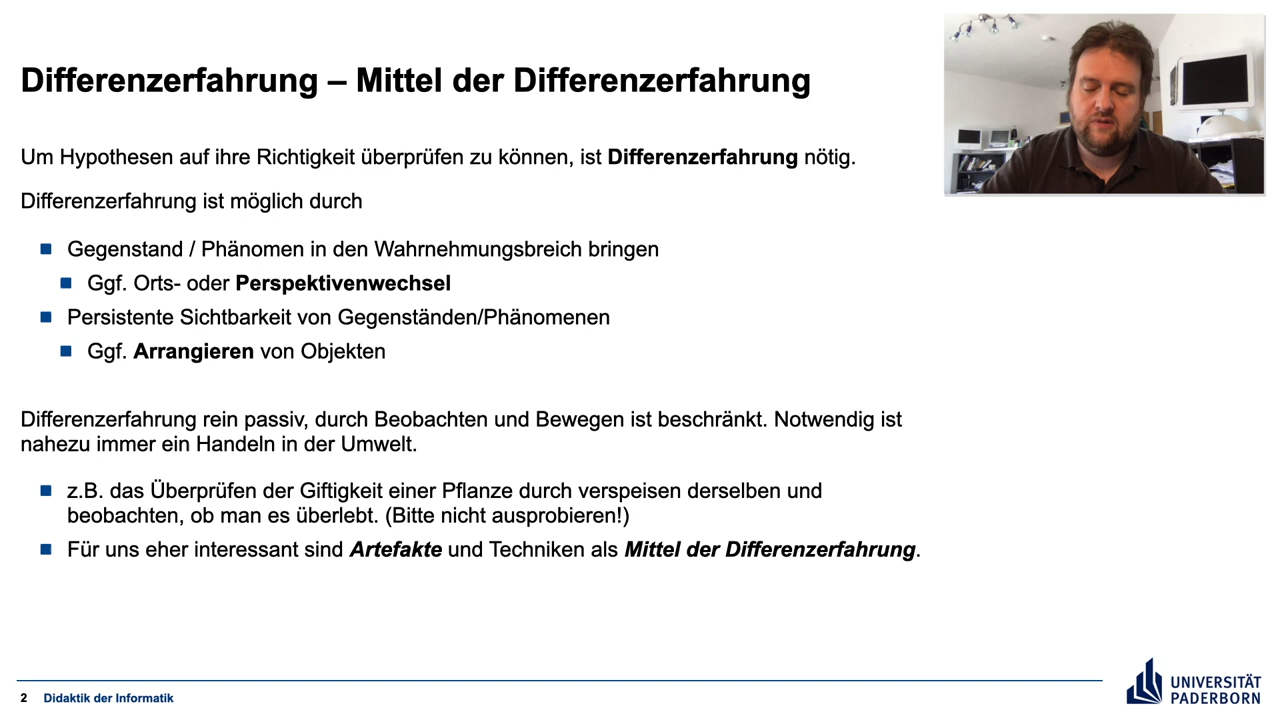 Differenzerfahrung – Mittel der Differenzerfahrung
Um Hypothesen auf ihre Richtigkeit überprüfen zu können, ist Differenzerfahrung nötig.
Differenzerfahrung ist möglich durch
Gegenstand / Phänomen in den Wahrnehmungsbreich bringen
Ggf. Orts- oder Perspektivenwechsel
Persistente Sichtbarkeit von Gegenständen/Phänomenen
Ggf. Arrangieren von Objekten
Differenzerfahrung rein passiv, durch Beobachten und Bewegen ist beschränkt. Notwendig ist
nahezu immer ein Handeln in der Umwelt.
z.B. das Überprüfen der Giftigkeit einer Pflanze durch verspeisen derselben und
beobachten, ob man es überlebt. (Bitte nicht ausprobieren!)
Für uns eher interessant sind Artefakte und Techniken als Mittel der Differenzerfahrung.
2 Didaktik der Informatik
UNIVERSITÄT
PADERBORN